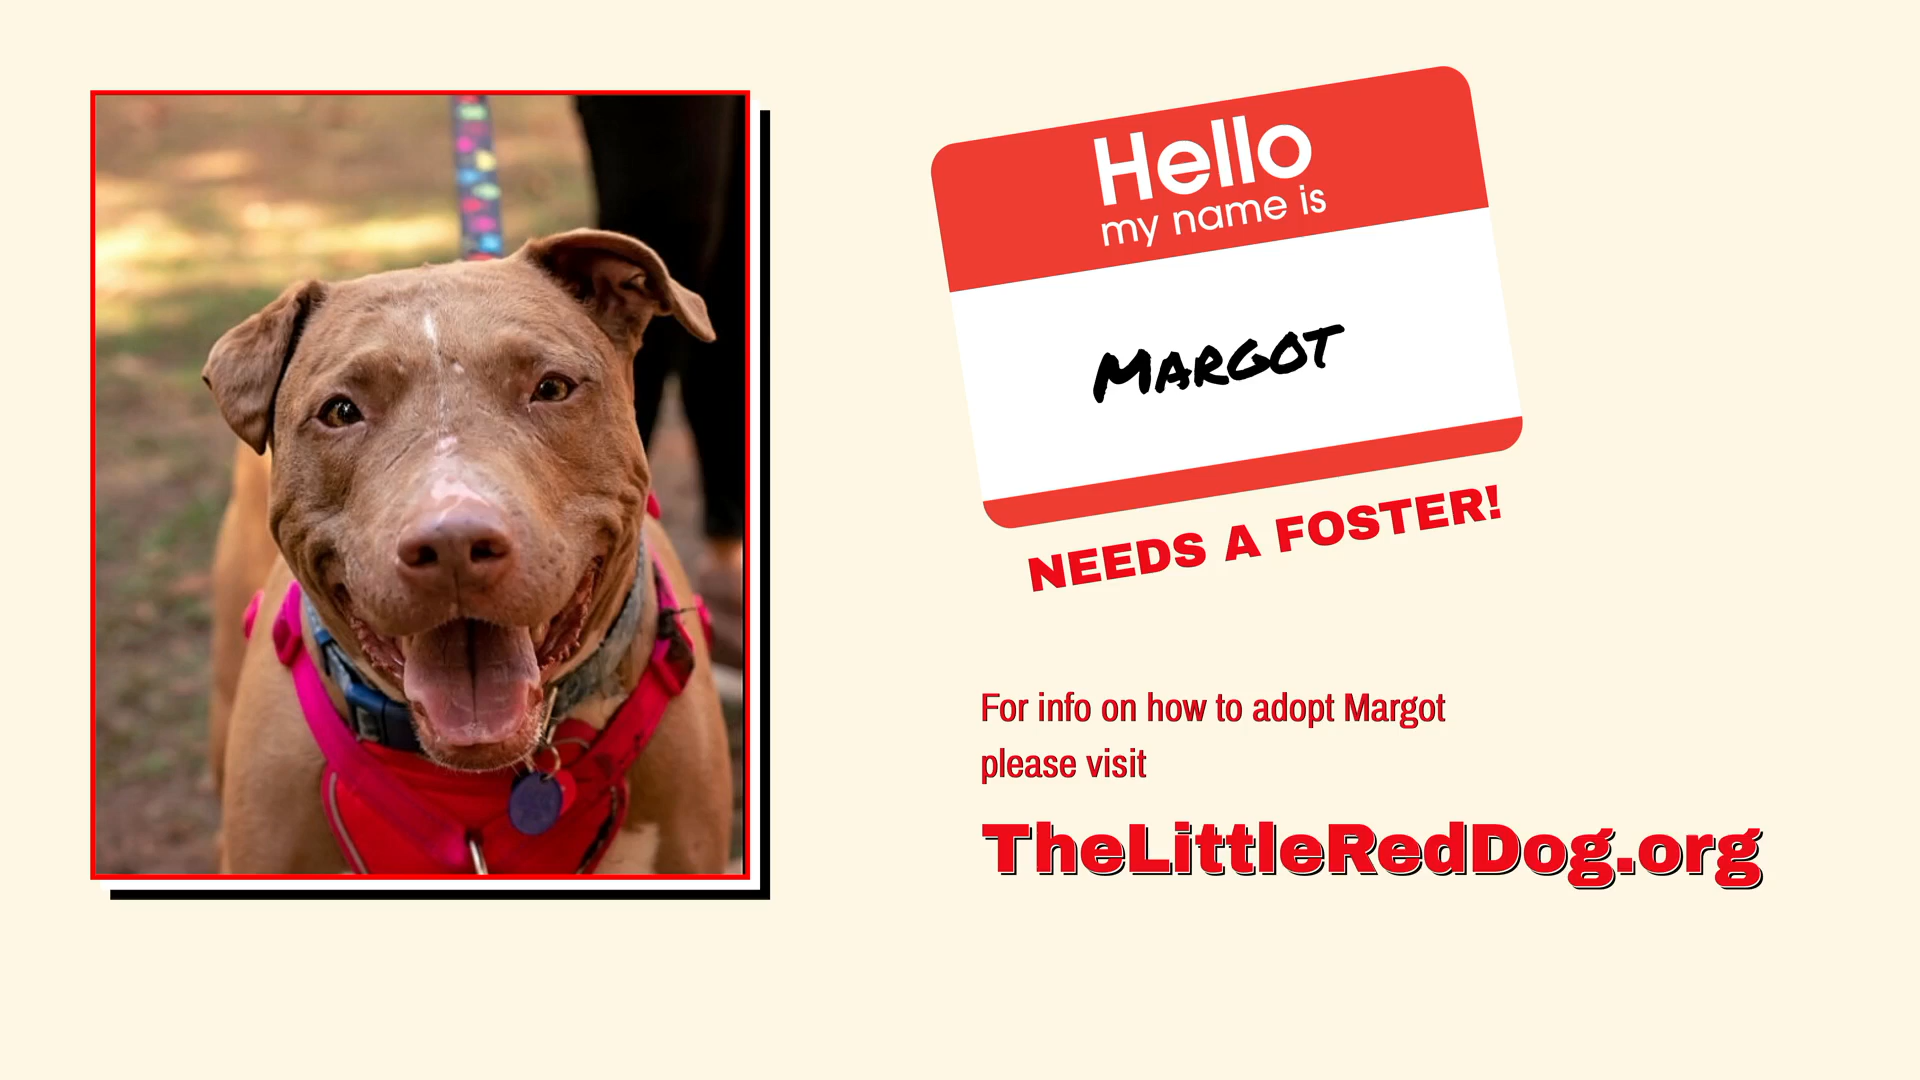 Hello
my name is
MARGOT
NEEDS A FOSTER!
For info on how to adopt Margot
please visit
TheLittleRedDog.org